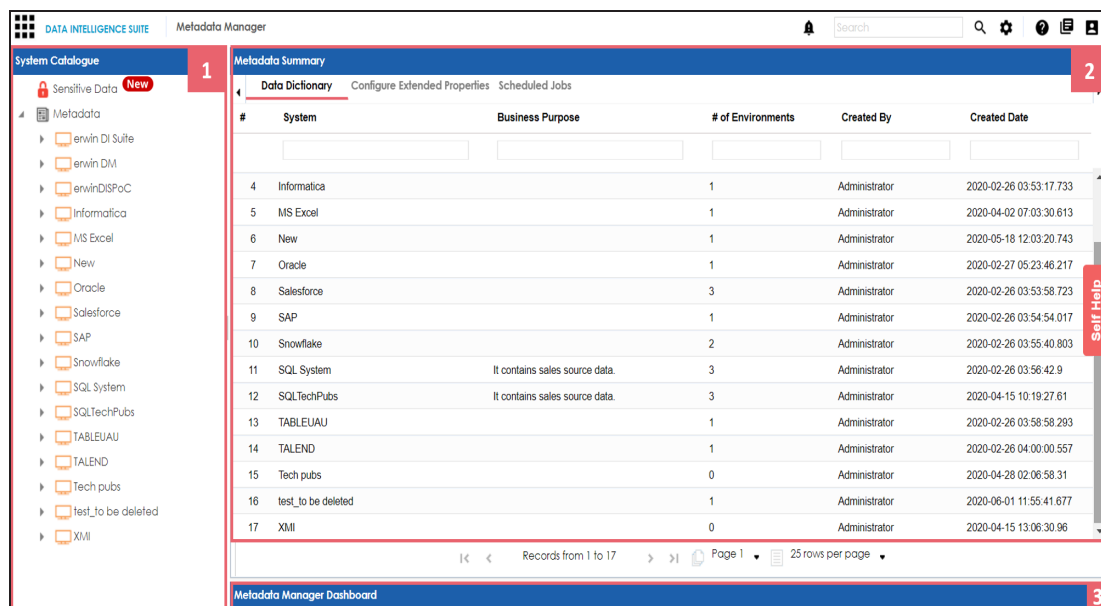 DATA INTELLIGENCE SUITE Metadata Manager Search
System Catalogue 1
Sensitive Data New
Metadata
erwin DI Suite
erwin DM
erwinDISPoC
Informatica
MS Excel
New
Oracle
Salesforce
SAP
Snowflake
SQL System
SQLTechPubs
TABLEUAU
TALEND
Tech pubs
test_to be deleted
XMI
Metadata Summary 2
Data Dictionary Configure Extended Properties Scheduled Jobs
# System Business Purpose # of Environments Created By Created Date
4 Informatica 1 Administrator 2020-02-26 03:53:17.733
5 MS Excel 1 Administrator 2020-04-02 07:03:30.613
6 New 1 Administrator 2020-05-18 12:03:20.743
7 Oracle 1 Administrator 2020-02-27 05:23:46.217
8 Salesforce 3 Administrator 2020-02-26 03:53:58.723
9 SAP 1 Administrator 2020-02-26 03:54:54.017
10 Snowflake 2 Administrator 2020-02-26 03:55:40.803
11 SQL System It contains sales source data. 3 Administrator 2020-02-26 03:56:42.9
12 SQLTechPubs It contains sales source data. 3 Administrator 2020-04-15 10:19:27.61
13 TABLEUAU 1 Administrator 2020-02-26 03:58:58.293
14 TALEND 1 Administrator 2020-02-26 04:00:00.557
15 Tech pubs 0 Administrator 2020-04-28 02:06:58.31
16 test_to be deleted 1 Administrator 2020-06-01 11:55:41.677
17 XMI 0 Administrator 2020-04-15 13:06:30.96
Self Help
Records from 1 to 17 Page 1 25 rows per page
Metadata Manager Dashboard 3